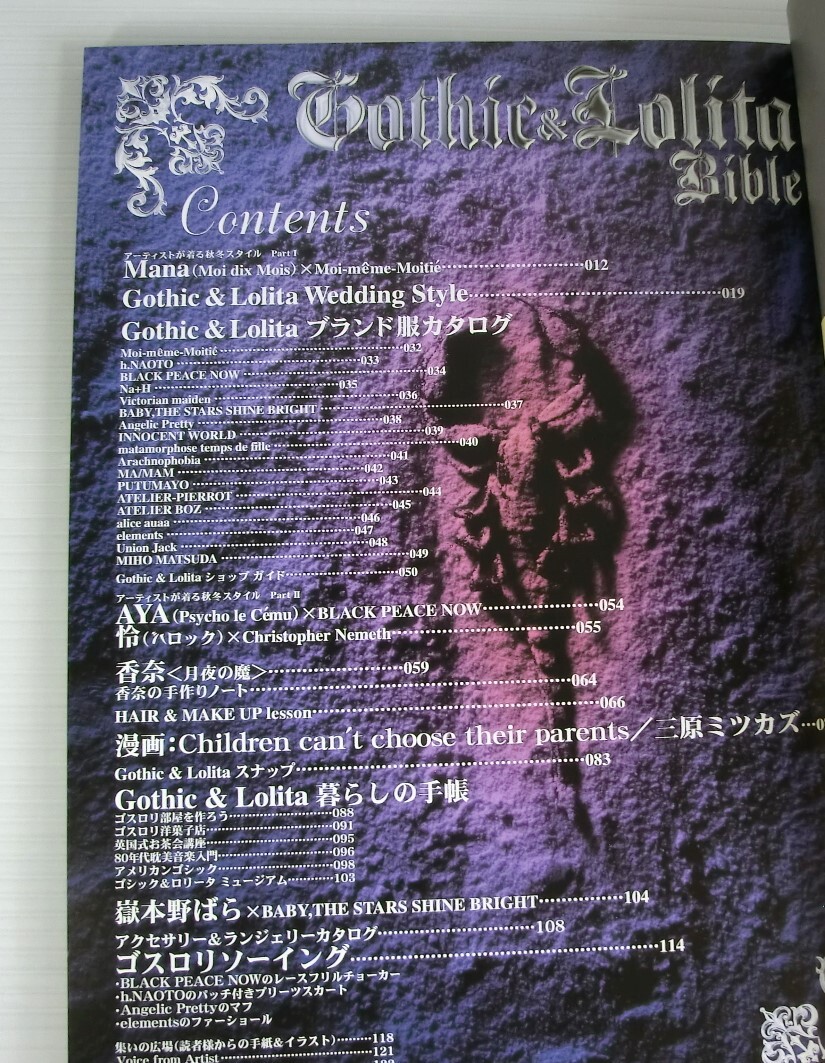 Gothic & Lolita
Bible
Contents
アーティストが着る秋冬スタイル Part I
Mana (Moi dix Mois) × Moi-même-Moitié………012
Gothic & Lolita Wedding Style………019
Gothic & Lolita ブランド服カタログ
Moi-même-Moitié………032
h.NAOTO………033
BLACK PEACE NOW………034
Na+H………035
Victorian maiden………036
BABY,THE STARS SHINE BRIGHT………037
Angelic Pretty………038
INNOCENT WORLD………039
matamorphose temps de fille………040
Arachnophobia………041
MA/MAM………042
PUTUMAYO………043
ATELIER-PIERROT………044
ATELIER BOZ………045
alice auaa………046
elements………047
Union Jack………048
MIHO MATSUDA………049
Gothic & Lolita ショップ ガイド………050
アーティストが着る秋冬スタイル Part II
AYA (Psycho le Cému) × BLACK PEACE NOW………054
怜 (バロック) × Christopher Nemeth………055
香奈<月夜の魔>………059
香奈の手作りノート………064
HAIR & MAKE UP lesson………066
漫画:Children can't choose their parents/三原ミツカズ…
Gothic & Lolita スナップ………083
Gothic & Lolita 暮らしの手帳
ゴスロリ部屋を作ろう………088
ゴスロリ洋菓子店………091
英国式お茶会講座………095
80年代耽美音楽入門………096
アメリカンゴシック………098
ゴシック&ロリータ ミュージアム………103
嶽本野ばら×BABY,THE STARS SHINE BRIGHT………104
アクセサリー&ランジェリーカタログ………108
ゴスロリソーイング………114
・BLACK PEACE NOWのレースフリルチョーカー
・h.NAOTOのパッチ付きプリーツスカート
・Angelic Prettyのマフ
・elementsのファーショール
集いの広場(読者様からの手紙&イラスト)………118
Voice from Artist………121